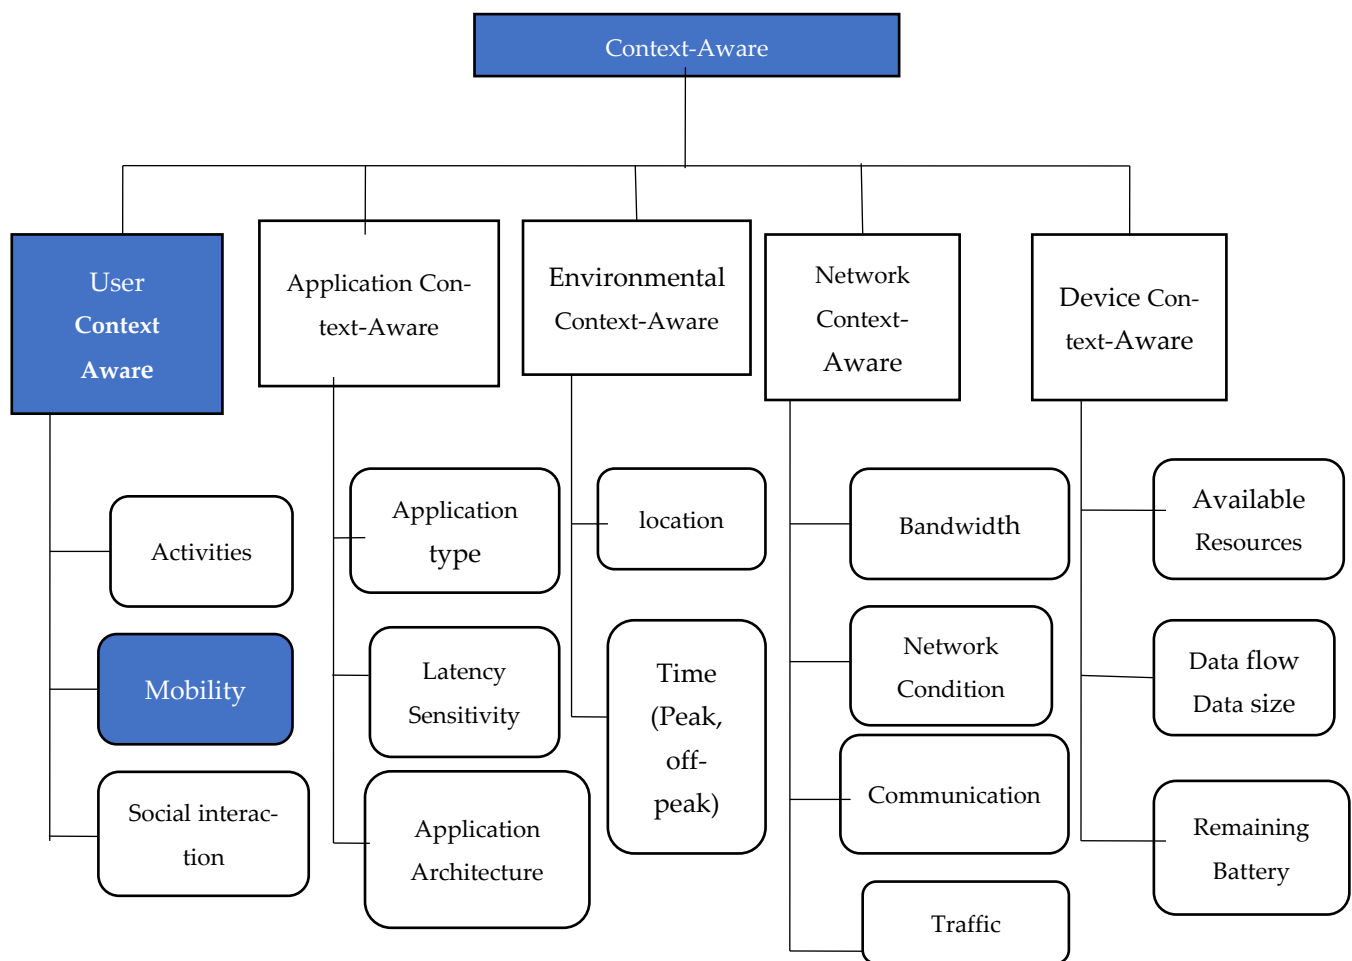 Context-Aware
User
Context
Aware
Application Con-
text-Aware
Environmental
Context-Aware
Network
Context-
Aware
Device Con-
text-Aware
Activities
Mobility
Social interac-
tion
Application
type
Latency
Sensitivity
Application
Architecture
location
Time
(Peak,
off-
peak)
Bandwidth
Network
Condition
Communication
Traffic
Available
Resources
Data flow
Data size
Remaining
Battery